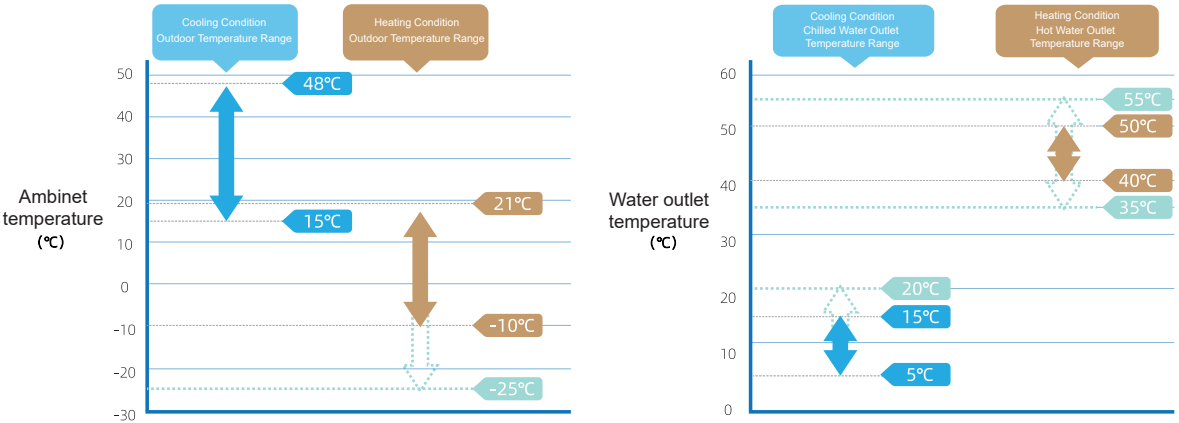 Cooling Condition
Outdoor Temperature Range
Heating Condition
Outdoor Temperature Range
50
40
30
20
10
0
-10
-20
-30
Ambinet
temperature
(℃)
48℃
21℃
15℃
-10℃
-25℃
Cooling Condition
Chilled Water Outlet
Temperature Range
Heating Condition
Hot Water Outlet
Temperature Range
60
50
40
30
20
10
0
Water outlet
temperature
(℃)
55℃
50℃
40℃
35℃
20℃
15℃
5℃